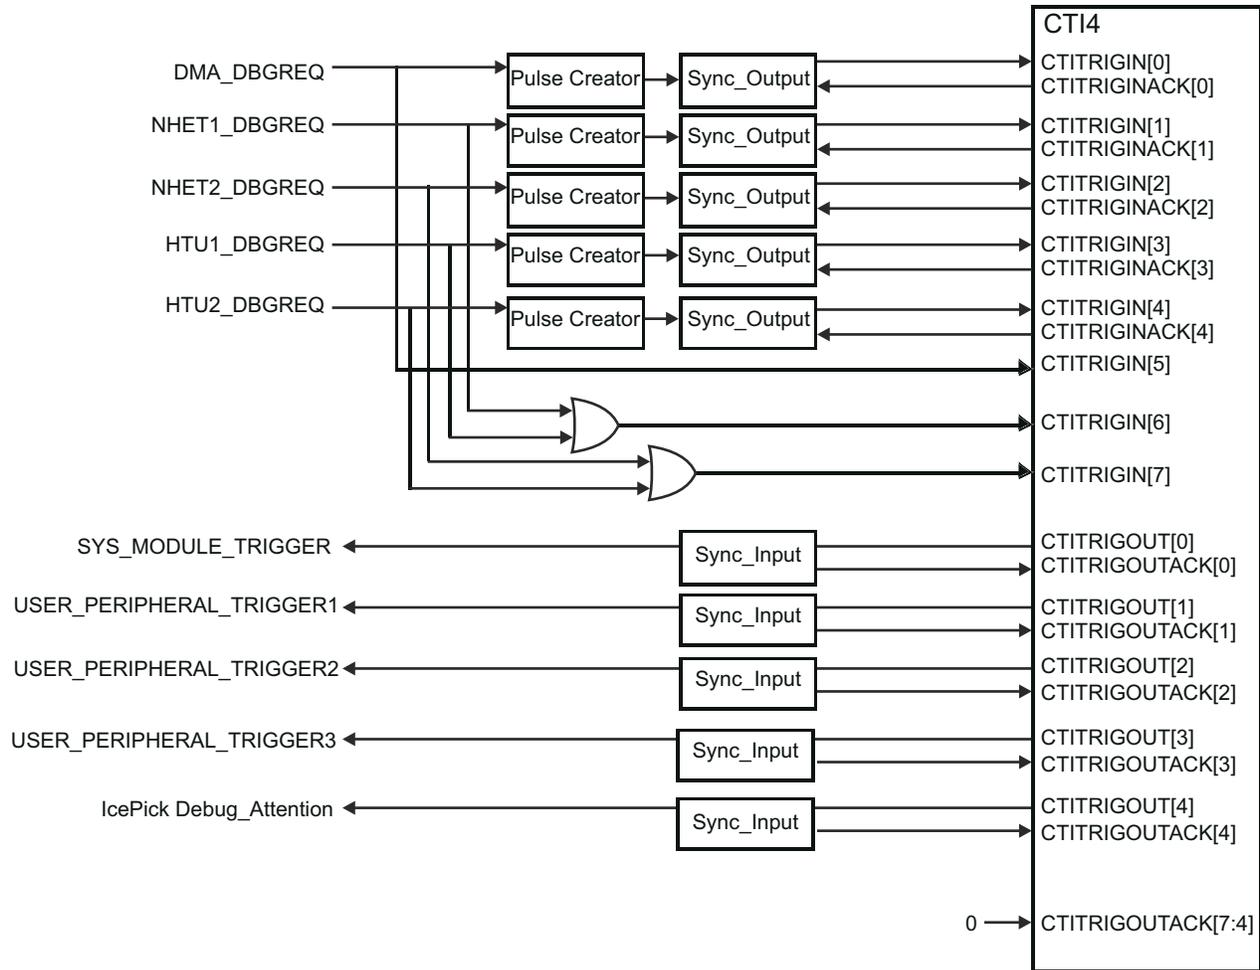 CTI4
DMA_DBGREQ
Pulse Creator
Sync_Output
CTITRIGIN[0]
CTITRIGINACK[0]
NHET1_DBGREQ
Pulse Creator
Sync_Output
CTITRIGIN[1]
CTITRIGINACK[1]
NHET2_DBGREQ
Pulse Creator
Sync_Output
CTITRIGIN[2]
CTITRIGINACK[2]
HTU1_DBGREQ
Pulse Creator
Sync_Output
CTITRIGIN[3]
CTITRIGINACK[3]
HTU2_DBGREQ
Pulse Creator
Sync_Output
CTITRIGIN[4]
CTITRIGINACK[4]
CTITRIGIN[5]
CTITRIGIN[6]
CTITRIGIN[7]
SYS_MODULE_TRIGGER
Sync_Input
CTITRIGOUT[0]
CTITRIGOUTACK[0]
USER_PERIPHERAL_TRIGGER1
Sync_Input
CTITRIGOUT[1]
CTITRIGOUTACK[1]
USER_PERIPHERAL_TRIGGER2
Sync_Input
CTITRIGOUT[2]
CTITRIGOUTACK[2]
USER_PERIPHERAL_TRIGGER3
Sync_Input
CTITRIGOUT[3]
CTITRIGOUTACK[3]
IcePick Debug_Attention
Sync_Input
CTITRIGOUT[4]
CTITRIGOUTACK[4]
0
CTITRIGOUTACK[7:4]